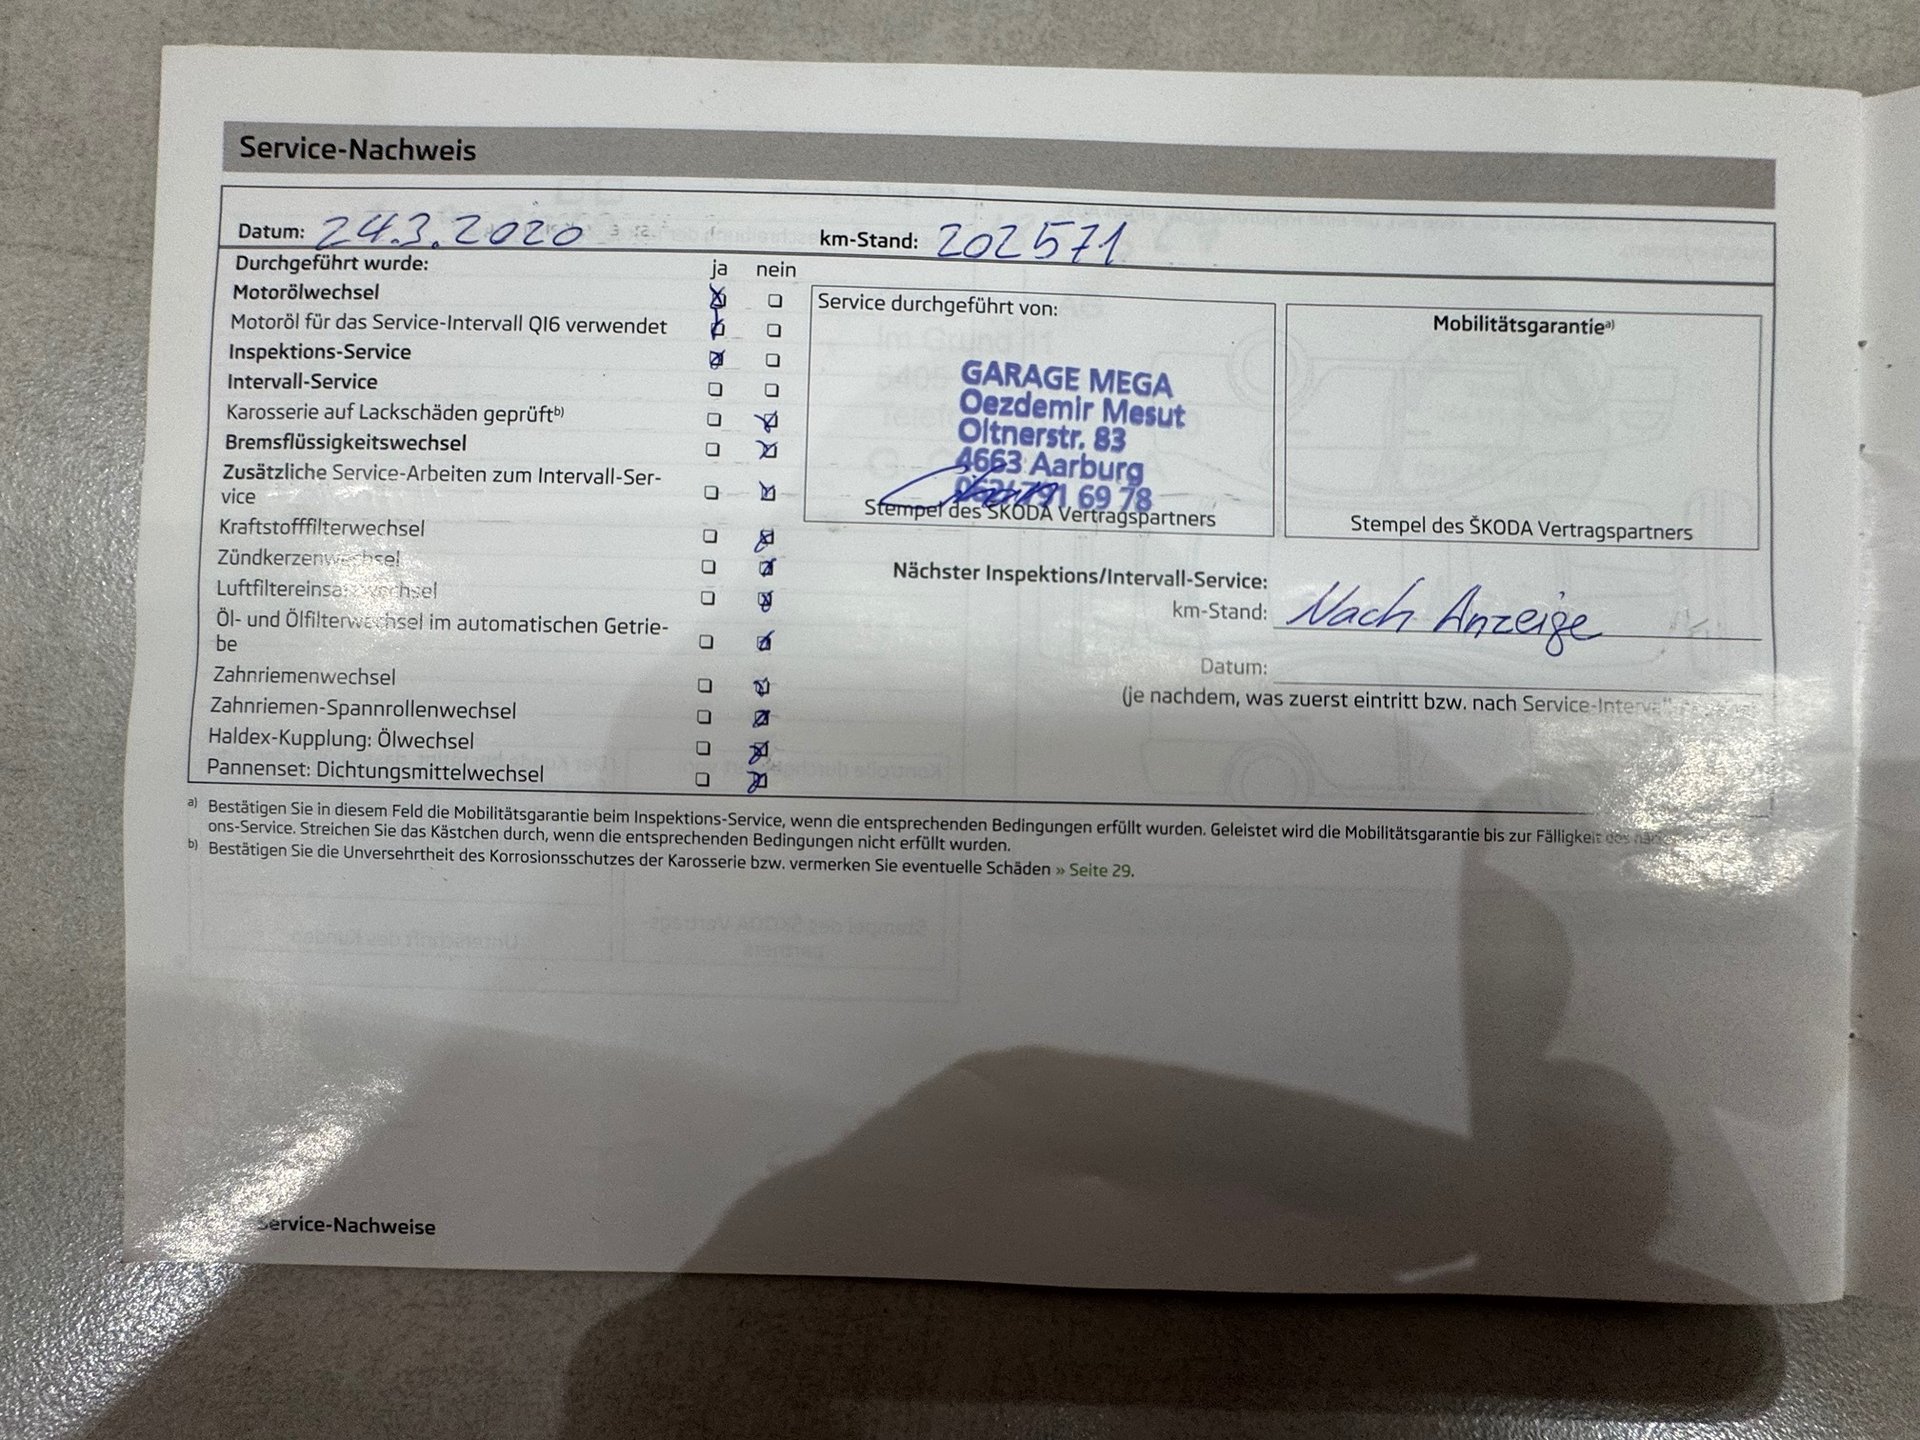 Service-Nachweis
Datum: 24.3.2020 km-Stand: 202571
Durchgeführt wurde: ja nein
Motorölwechsel
Motoröl für das Service-Intervall QI6 verwendet
Inspektions-Service
Intervall-Service
Karosserie auf Lackschäden geprüft b)
Bremsflüssigkeitswechsel
Zusätzliche Service-Arbeiten zum Intervall-Ser-
vice
Kraftstofffilterwechsel
Zündkerzenwechsel
Luftfiltereinsatzwechsel
Öl- und Ölfilterwechsel im automatischen Getrie-
be
Zahnriemenwechsel
Zahnriemen-Spannrollenwechsel
Haldex-Kupplung: Ölwechsel
Pannenset: Dichtungsmittelwechsel
Service durchgeführt von:
GARAGE MEGA
Oezdemir Mesut
Oltnerstr. 83
4663 Aarburg
062/791 69 78
Stempel des ŠKODA Vertragspartners
Mobilitätsgarantie a)
Stempel des ŠKODA Vertragspartners
Nächster Inspektions/Intervall-Service:
km-Stand: Nach Anzeige
Datum:
(je nachdem, was zuerst eintritt bzw. nach Service-Interva
a) Bestätigen Sie in diesem Feld die Mobilitätsgarantie beim Inspektions-Service, wenn die entsprechenden Bedingungen erfüllt wurden. Geleistet wird die Mobilitätsgarantie bis zur Fälligkeit des
ons-Service. Streichen Sie das Kästchen durch, wenn die entsprechenden Bedingungen nicht erfüllt wurden.
b) Bestätigen Sie die Unversehrtheit des Korrosionsschutzes der Karosserie bzw. vermerken Sie eventuelle Schäden » Seite 29.
Service-Nachweise